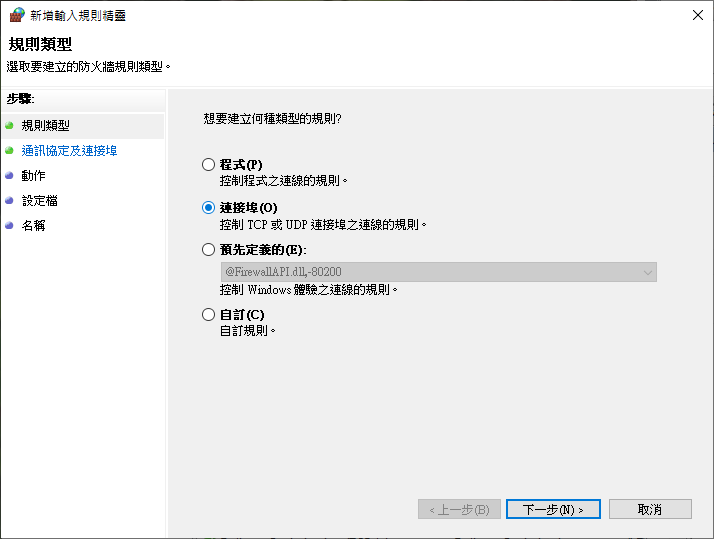 新增輸入規則精靈
規則類型
選取要建立的防火牆規則類型。
步驟:
規則類型
通訊協定及連接埠
動作
設定檔
名稱
想要建立何種類型的規則?
程式(P)
控制程式之連線的規則。
連接埠(O)
控制 TCP 或 UDP 連接埠之連線的規則。
預先定義的(E):
@FirewallAPI.dll,-80200
控制 Windows 體驗之連線的規則。
自訂(C)
自訂規則。
< 上一步(B)
下一步(N) >
取消